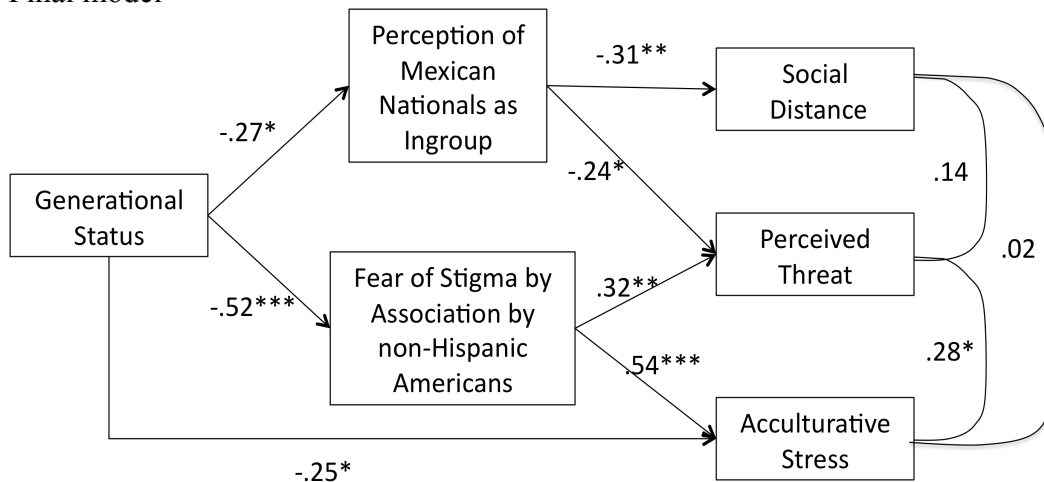 Final model
Perception of
Mexican
Nationals as
Ingroup
-.31**
Social
Distance
-.27*
-.24*
.14
Generational
Status
Perceived
Threat
.02
Fear of Stigma by
Association by
non-Hispanic
Americans
-.52***
.32**
.54***
.28*
Acculturative
Stress
-.25*